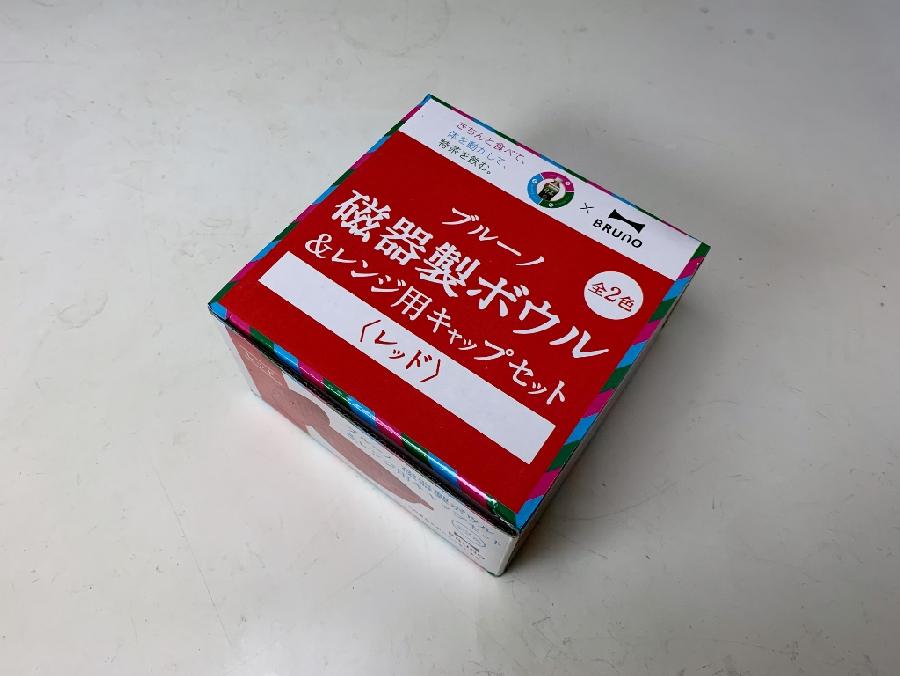 きちんと食べて、
体を動かして、
特茶を飲む。
×
BRUNO
ブルーノ
磁器製ボウル
&レンジ用キャップセット
全2色
〈レッド〉